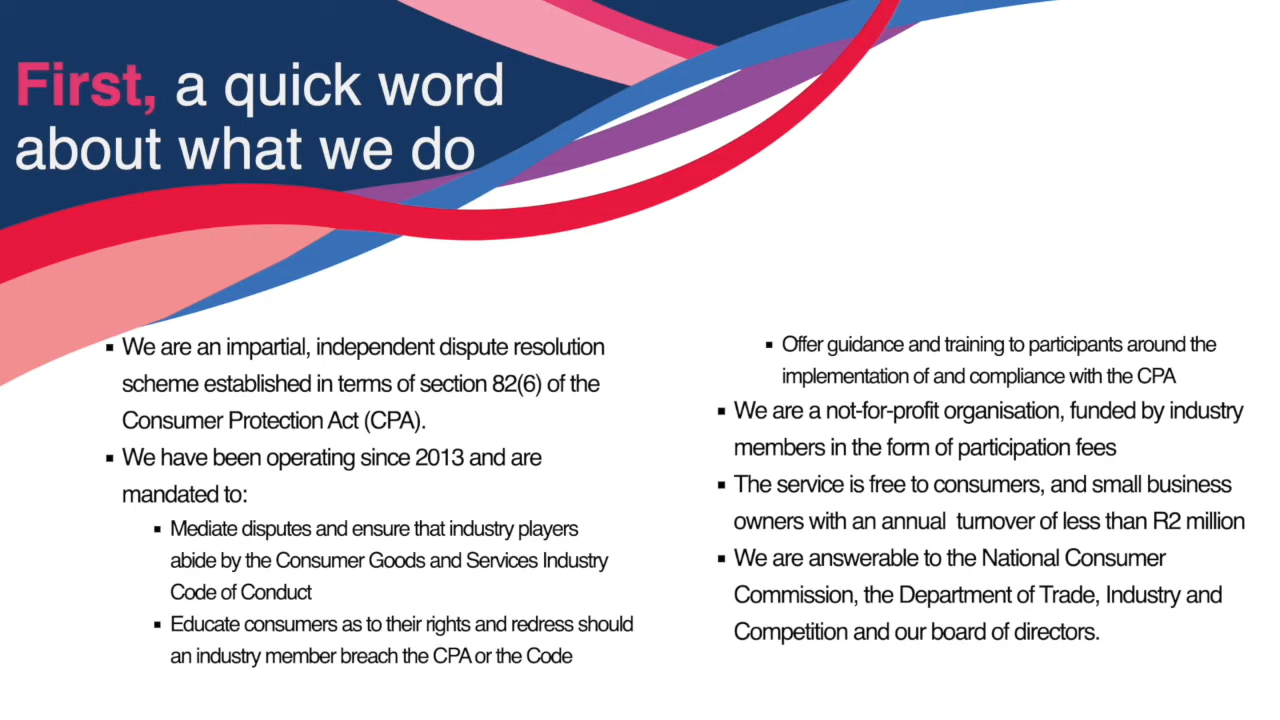 First, a quick word
about what we do
▪ We are an impartial, independent dispute resolution
scheme established in terms of section 82(6) of the
Consumer Protection Act (CPA).
▪ We have been operating since 2013 and are
mandated to:
▪ Mediate disputes and ensure that industry players
abide by the Consumer Goods and Services Industry
Code of Conduct
▪ Educate consumers as to their rights and redress should
an industry member breach the CPA or the Code
▪ Offer guidance and training to participants around the
implementation of and compliance with the CPA
▪ We are a not-for-profit organisation, funded by industry
members in the form of participation fees
▪ The service is free to consumers, and small business
owners with an annual turnover of less than R2 million
▪ We are answerable to the National Consumer
Commission, the Department of Trade, Industry and
Competition and our board of directors.